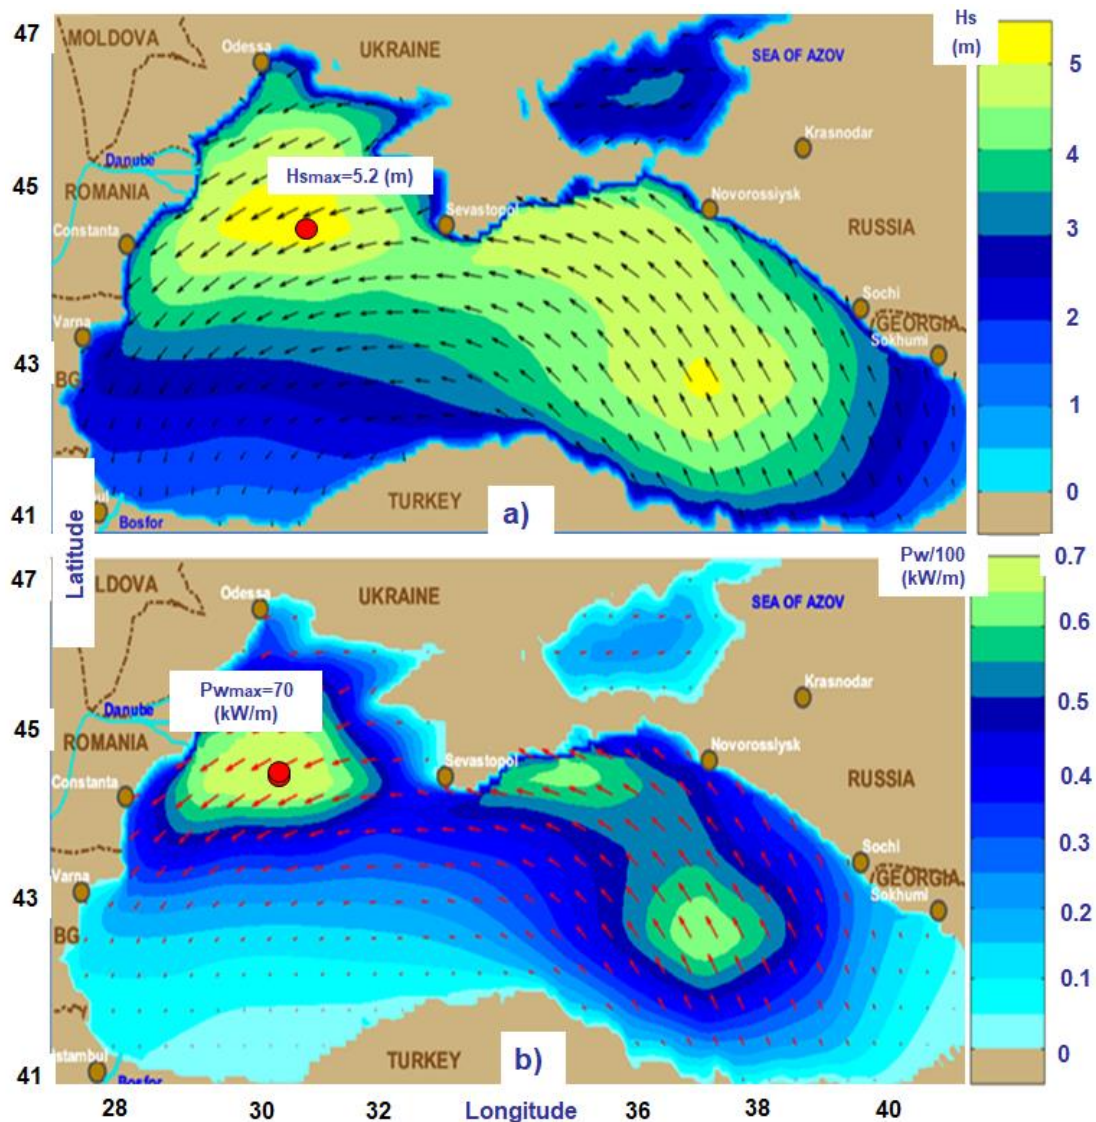 47
MOLDOVA
Odessa
UKRAINE
SEA OF AZOV
Hs
(m)
5
Krasnodar
Danube
Hsmax=5.2 (m)
4
45
ROMANIA
Sevastopol
Novorossiysk
Constanta
RUSSIA
3
Sochi
Varna
GEORGIA
2
Sokhumi
43
BG
1
TURKEY
a)
0
41
Bosfor
Latitude
Pw/100
(kW/m)
0.7
47
LDOVA
Odessa
UKRAINE
SEA OF AZOV
0.6
Pwmax=70
(kW/m)
Krasnodar
0.5
Danube
45
ROMANIA
Sevastopol
Novorossiysk
Constanta
RUSSIA
0.4
0.3
Sochi
Varna
GEORGIA
43
Sokhumi
0.2
BG
0.1
TURKEY
b)
0
Istambul
41
Bosfor
28
30
32
Longitude
36
38
40